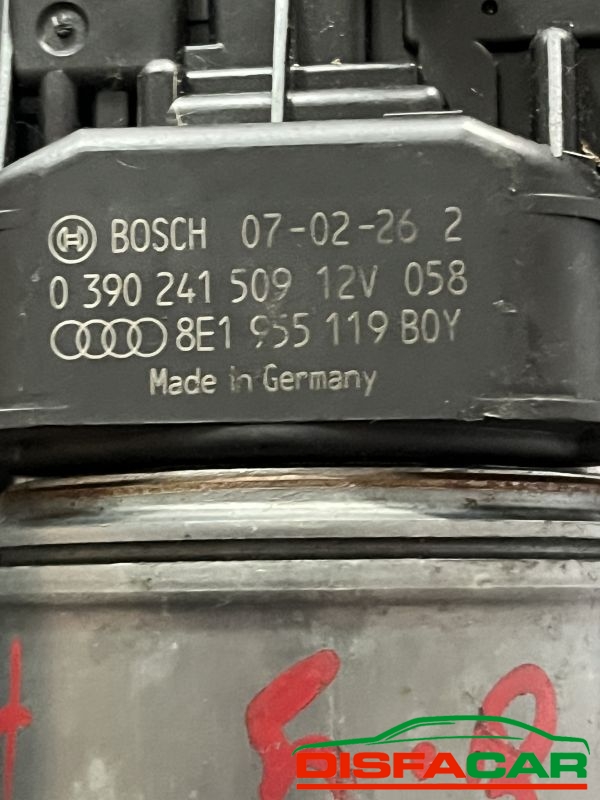 BOSCH 07-02-26 2
0 390 241 509 12V 058
8E1 955 119 B0Y
Made in Germany
DISFACAR